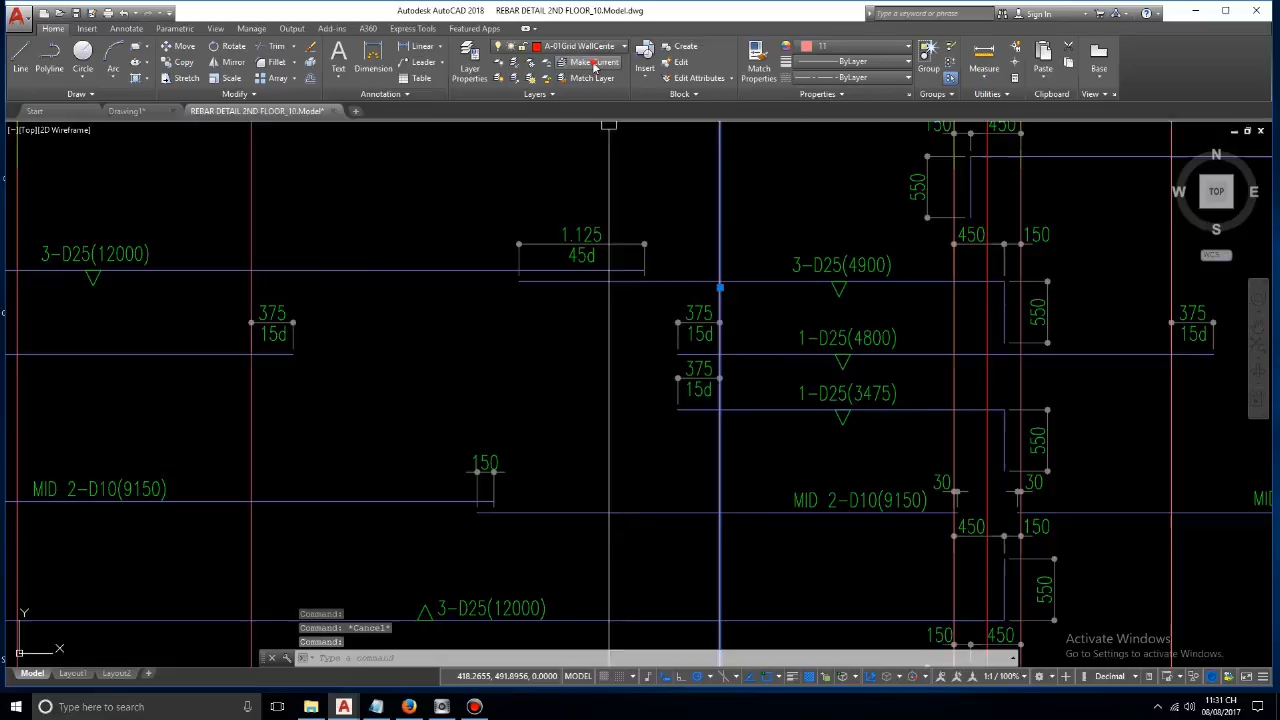 Autodesk AutoCAD 2018 REBAR DETAIL 2ND FLOOR_10.Model.dwg
Type a keyword or phrase
Sign In
Home Insert Annotate Parametric View Manage Output Add-ins A360 Express Tools Featured Apps
Line
Polyline
Circle
Arc
Move
Copy
Stretch
Rotate
Mirror
Scale
Trim
Fillet
Array
Text
Dimension
Linear
Leader
Table
Layer
Properties
A-01Grid WallCente
Make Current
Match Layer
Insert
Create
Edit
Edit Attributes
Match
Properties
11
ByLayer
ByLayer
Group
Measure
Paste
Base
Draw
Modify
Annotation
Layers
Block
Properties
Groups
Utilities
Clipboard
View
Start
Drawing1*
REBAR DETAIL 2ND FLOOR_10.Model*
[−][Top][2D Wireframe]
N
W TOP E
S
WCS
150 450
550
450 150
1.125
45d
3-D25(12000)
3-D25(4900)
375
15d
375
15d
375
15d
550
1-D25(4800)
375
15d
1-D25(3475)
550
150
30 30
MID 2-D10(9150)
MID 2-D10(9150)
450 150
550
3-D25(12000)
150 450
Y
X
Command:
Command: *Cancel*
Command:
Type a command
Activate Windows
Go to Settings to activate Windows.
Model Layout1 Layout2
418.2655, 491.8956, 0.0000 MODEL
1:1 / 100%
Decimal
Type here to search
11:31 CH
08/08/2017